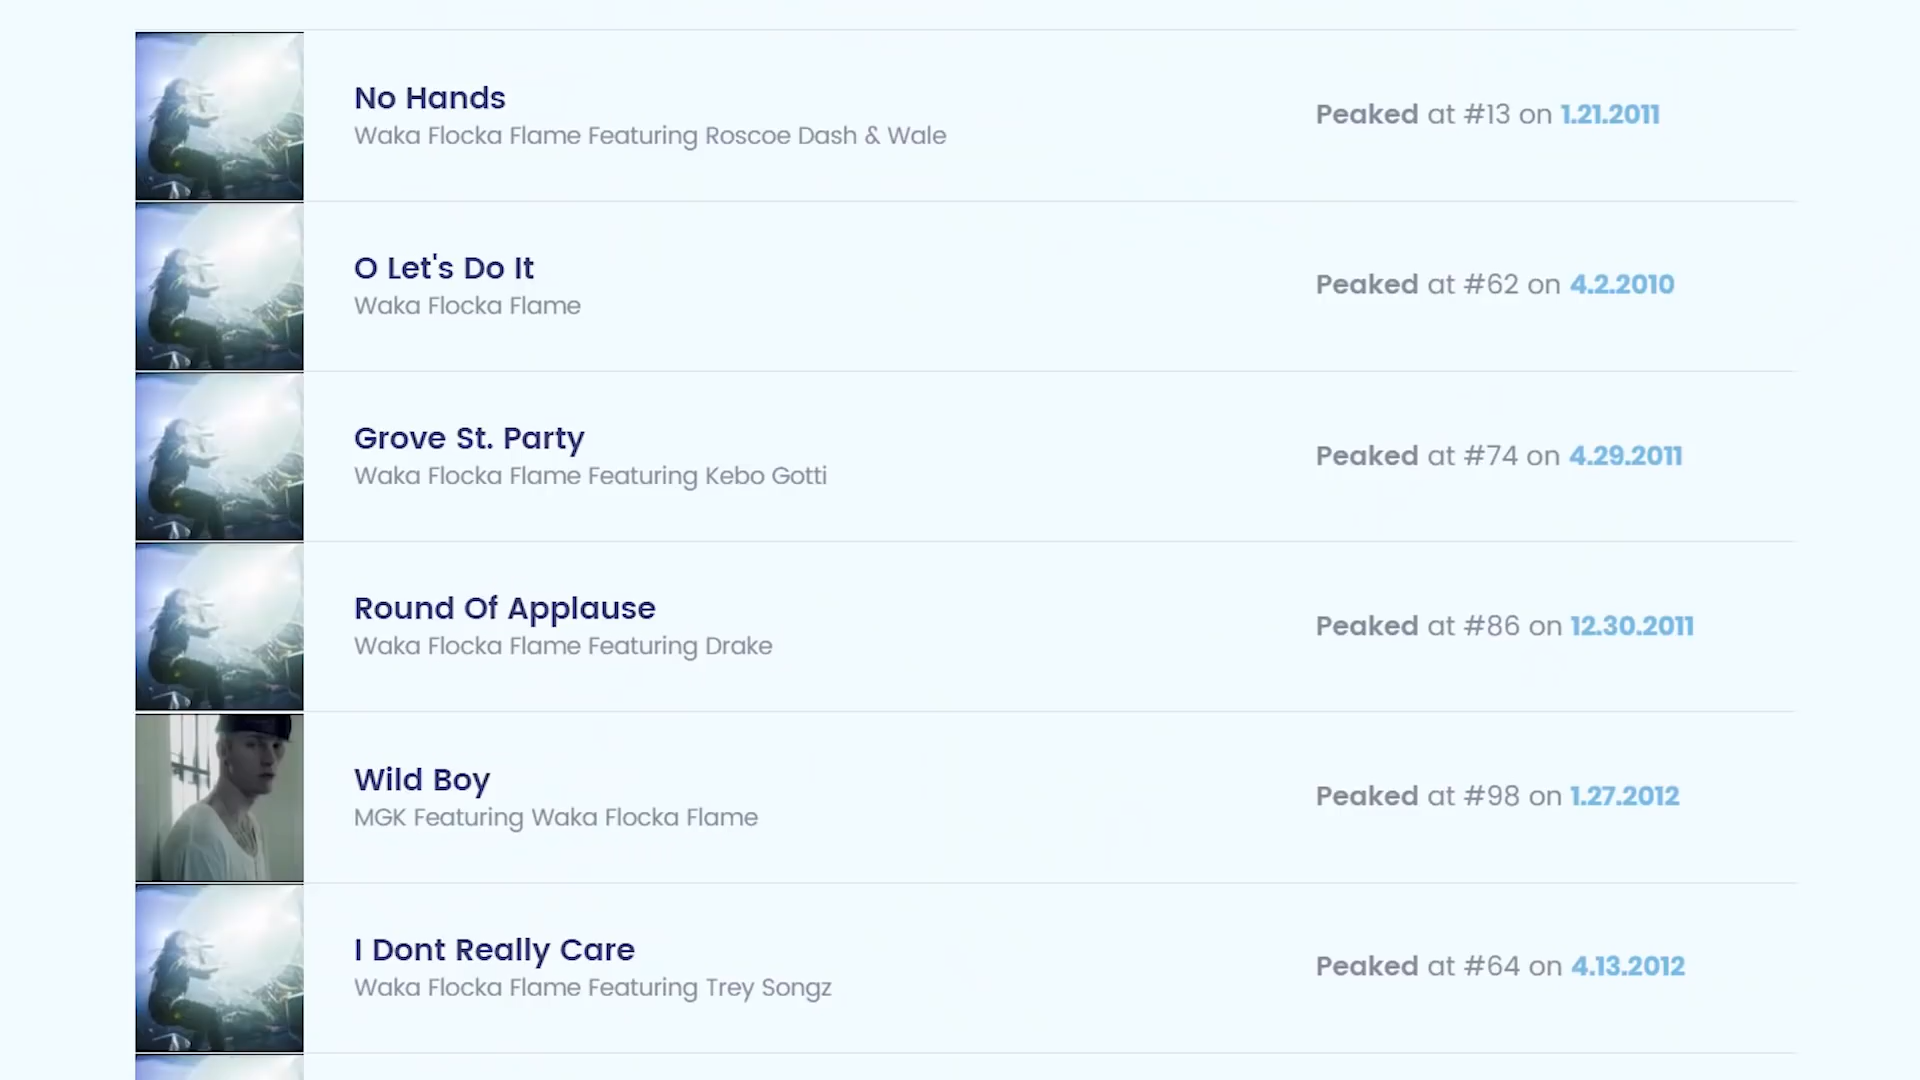 No Hands
Waka Flocka Flame Featuring Roscoe Dash & Wale
Peaked at #13 on 1.21.2011
O Let's Do It
Waka Flocka Flame
Peaked at #62 on 4.2.2010
Grove St. Party
Waka Flocka Flame Featuring Kebo Gotti
Peaked at #74 on 4.29.2011
Round Of Applause
Waka Flocka Flame Featuring Drake
Peaked at #86 on 12.30.2011
Wild Boy
MGK Featuring Waka Flocka Flame
Peaked at #98 on 1.27.2012
I Dont Really Care
Waka Flocka Flame Featuring Trey Songz
Peaked at #64 on 4.13.2012